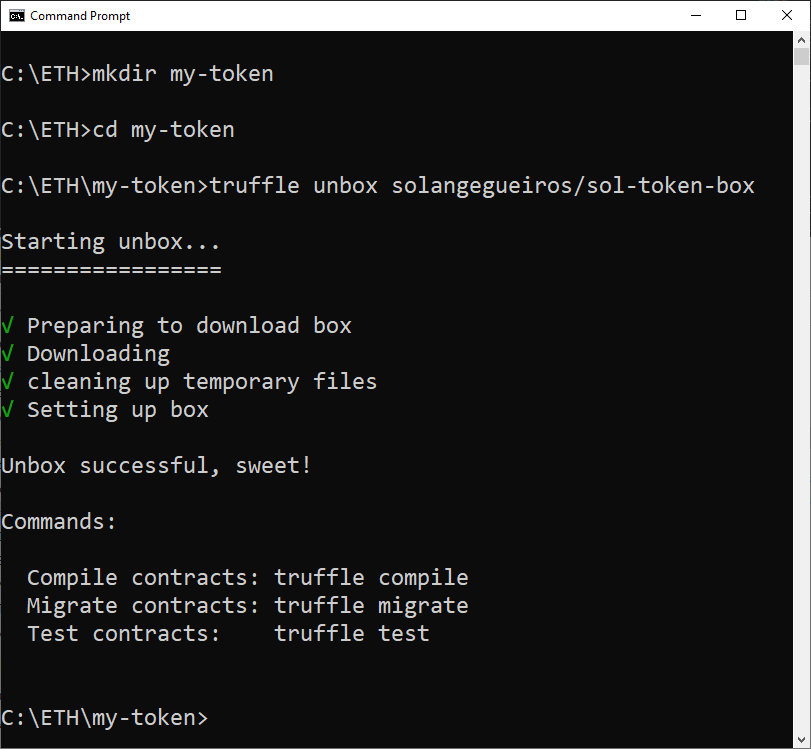 Command Prompt
C:\ETH>mkdir my-token
C:\ETH>cd my-token
C:\ETH\my-token>truffle unbox solangegueiros/sol-token-box
Starting unbox...
=================
√ Preparing to download box
√ Downloading
√ cleaning up temporary files
√ Setting up box
Unbox successful, sweet!
Commands:
  Compile contracts: truffle compile
  Migrate contracts: truffle migrate
  Test contracts:    truffle test
C:\ETH\my-token>